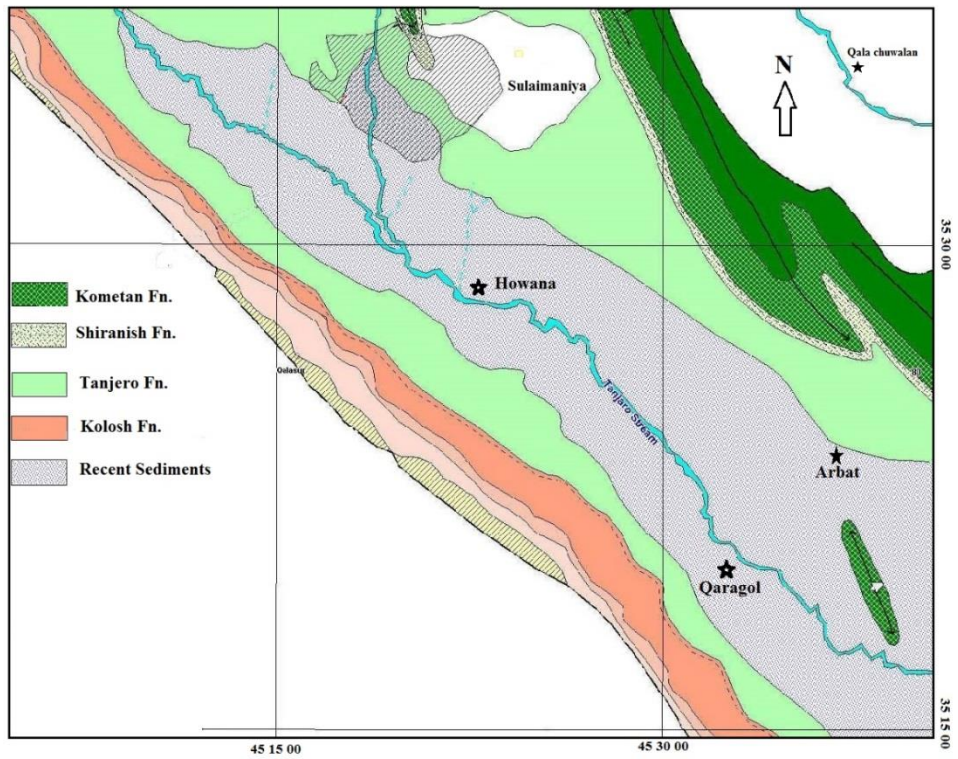 Qala chuwalan
Sulaimaniya
N
35 30 00
Howana
Kometan Fn.
Shiranish Fn.
Tanjero Fn.
Kolosh Fn.
Recent Sediments
Tanjaro Stream
Arbat
Qaragol
35 15 00
45 15 00
45 30 00